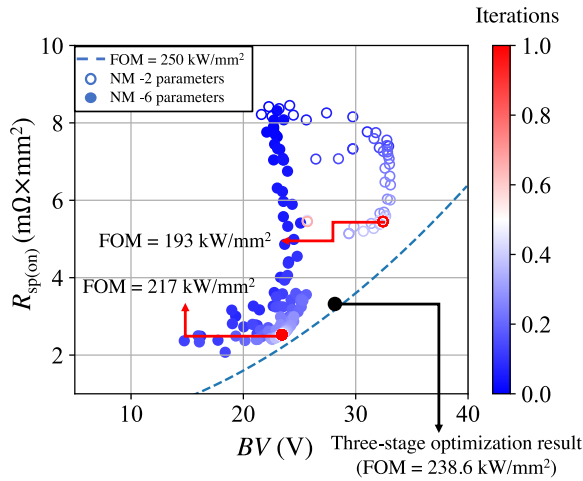 Iterations
FOM = 250 kW/mm²
NM -2 parameters
NM -6 parameters
10
8
6
4
2
R_sp(on) (mΩ×mm²)
FOM = 193 kW/mm²
FOM = 217 kW/mm²
10
20
30
40
BV (V)
Three-stage optimization result
(FOM = 238.6 kW/mm²)
1.0
0.8
0.6
0.4
0.2
0.0